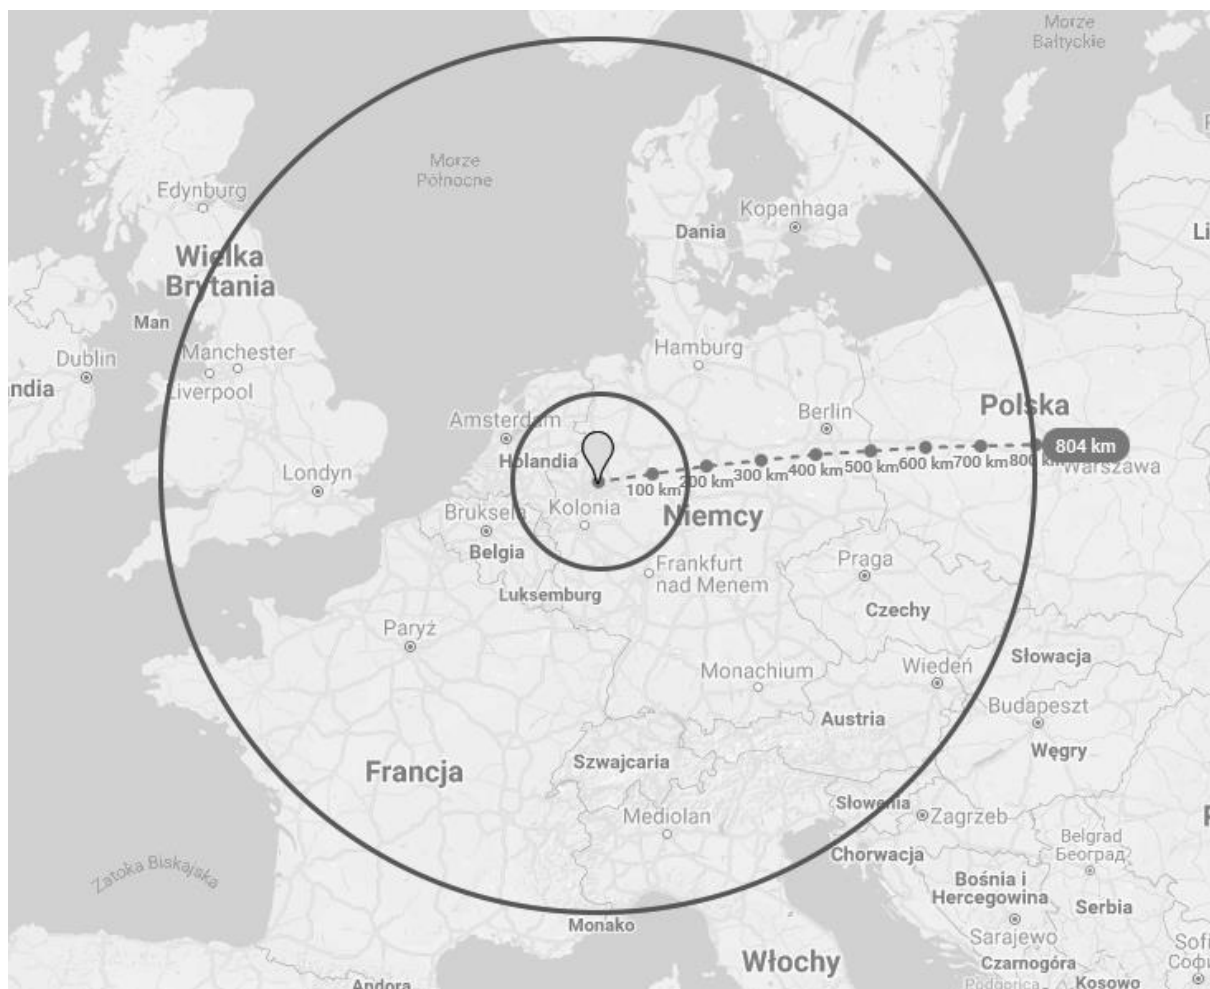 Morze
Bałtyckie
Morze
Północne
Edynburg
Kopenhaga
Dania
Wielka
Brytania
Man
Dublin
Manchester
Liverpool
Hamburg
Amsterdam
Berlin
Polska
804 km
Holandia
Warszawa
100 km
200 km
300 km
400 km
500 km
600 km
700 km
800 km
Londyn
Kolonia
Niemcy
Bruksela
Belgia
Frankfurt
nad Menem
Praga
Luksemburg
Czechy
Paryż
Słowacja
Monachium
Wiedeń
Budapeszt
Austria
Węgry
Francja
Szwajcaria
Mediolan
Słowenia
Zagrzeb
Belgrad
Београд
Chorwacja
Zatoka Biskajska
Bośnia i
Hercegowina
Serbia
Monako
Sarajewo
Włochy
Czarnogóra
Podgorica
Kosowo
Andora